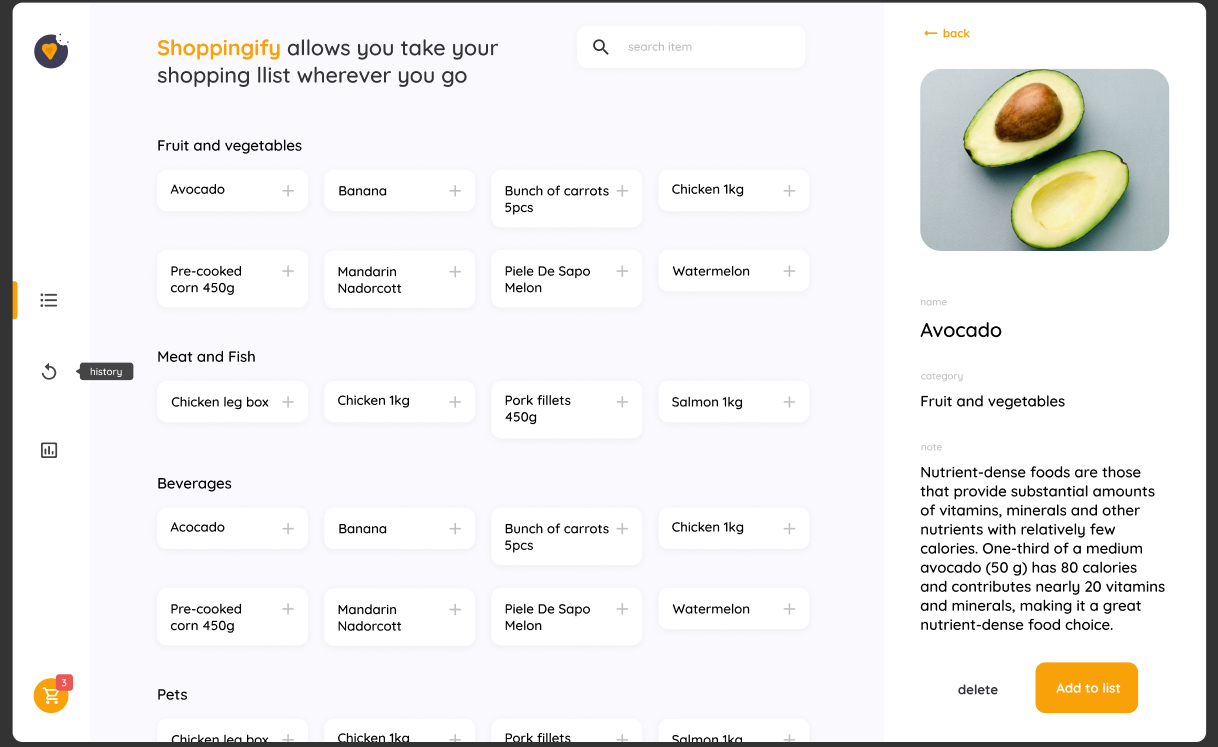 Shoppingify allows you take your
shopping llist wherever you go
search item
Fruit and vegetables
Avocado
Banana
Bunch of carrots
5pcs
Chicken 1kg
Pre-cooked
corn 450g
Mandarin
Nadorcott
Piele De Sapo
Melon
Watermelon
history
Meat and Fish
Chicken leg box
Chicken 1kg
Pork fillets
450g
Salmon 1kg
Beverages
Acocado
Banana
Bunch of carrots
5pcs
Chicken 1kg
Pre-cooked
corn 450g
Mandarin
Nadorcott
Piele De Sapo
Melon
Watermelon
3
Pets
Chicken leg box
Chicken 1kg
Pork fillets
Salmon 1kg
back
name
Avocado
category
Fruit and vegetables
note
Nutrient-dense foods are those
that provide substantial amounts
of vitamins, minerals and other
nutrients with relatively few
calories. One-third of a medium
avocado (50 g) has 80 calories
and contributes nearly 20 vitamins
and minerals, making it a great
nutrient-dense food choice.
delete
Add to list